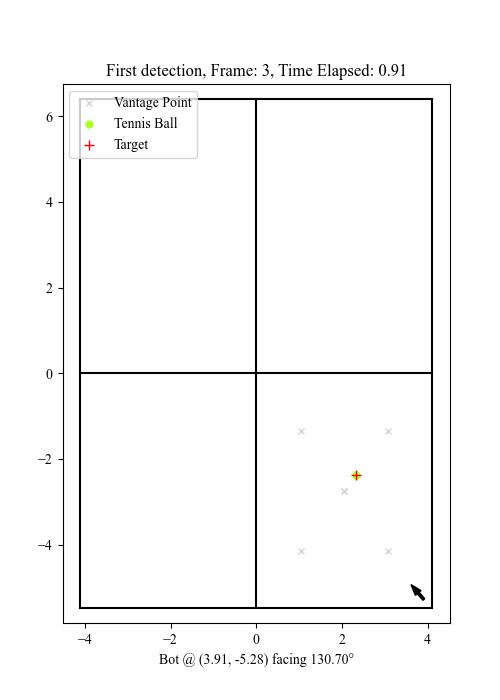 First detection, Frame: 3, Time Elapsed: 0.91
Vantage Point
Tennis Ball
Target
6
4
2
0
−2
−4
−4 −2 0 2 4
Bot @ (3.91, -5.28) facing 130.70°